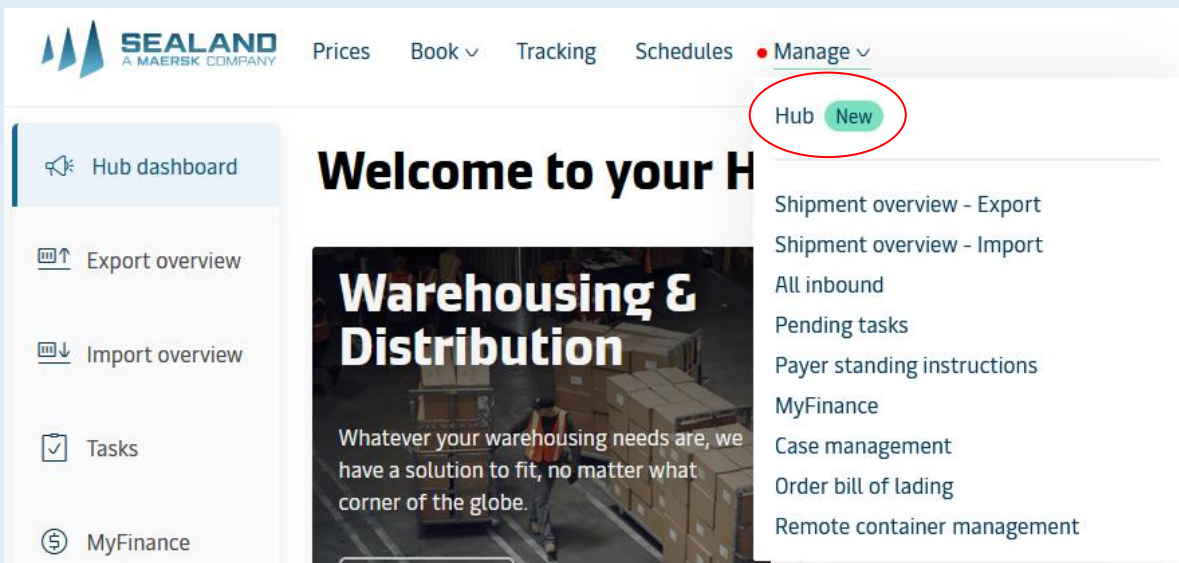 SEALAND
A MAERSK COMPANY
Prices Book Tracking Schedules Manage
Hub New
Hub dashboard
Export overview
Import overview
Tasks
MyFinance
Welcome to your H
Warehousing &
Distribution
Whatever your warehousing needs are, we
have a solution to fit, no matter what
corner of the globe.
Shipment overview - Export
Shipment overview - Import
All inbound
Pending tasks
Payer standing instructions
MyFinance
Case management
Order bill of lading
Remote container management